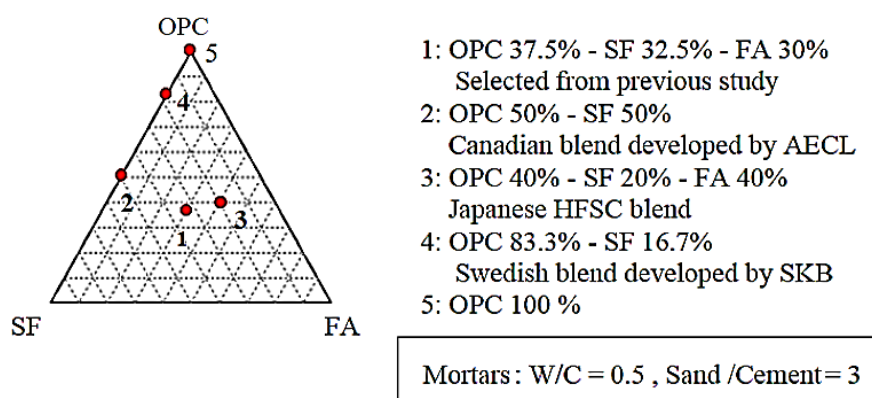 OPC
5
4
2
3
1
SF
FA
1: OPC 37.5% - SF 32.5% - FA 30%
Selected from previous study
2: OPC 50% - SF 50%
Canadian blend developed by AECL
3: OPC 40% - SF 20% - FA 40%
Japanese HFSC blend
4: OPC 83.3% - SF 16.7%
Swedish blend developed by SKB
5: OPC 100 %
Mortars: W/C = 0.5 , Sand /Cement= 3